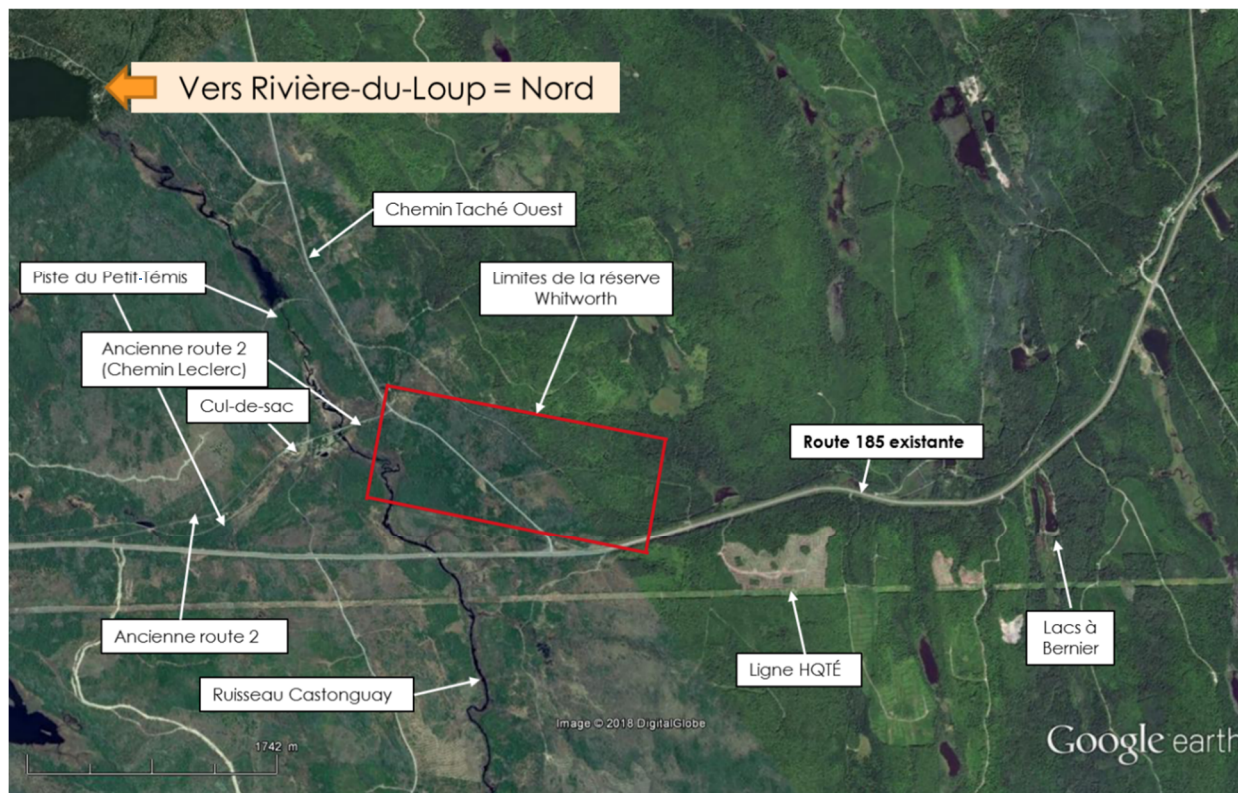 Vers Rivière-du-Loup = Nord
Chemin Taché Ouest
Piste du Petit-Témis
Limites de la réserve
Whitworth
Ancienne route 2
(Chemin Leclerc)
Cul-de-sac
Route 185 existante
Ancienne route 2
Ruisseau Castonguay
Ligne HQTÉ
Lacs à
Bernier
Image © 2018 DigitalGlobe
1742 m
Google earth